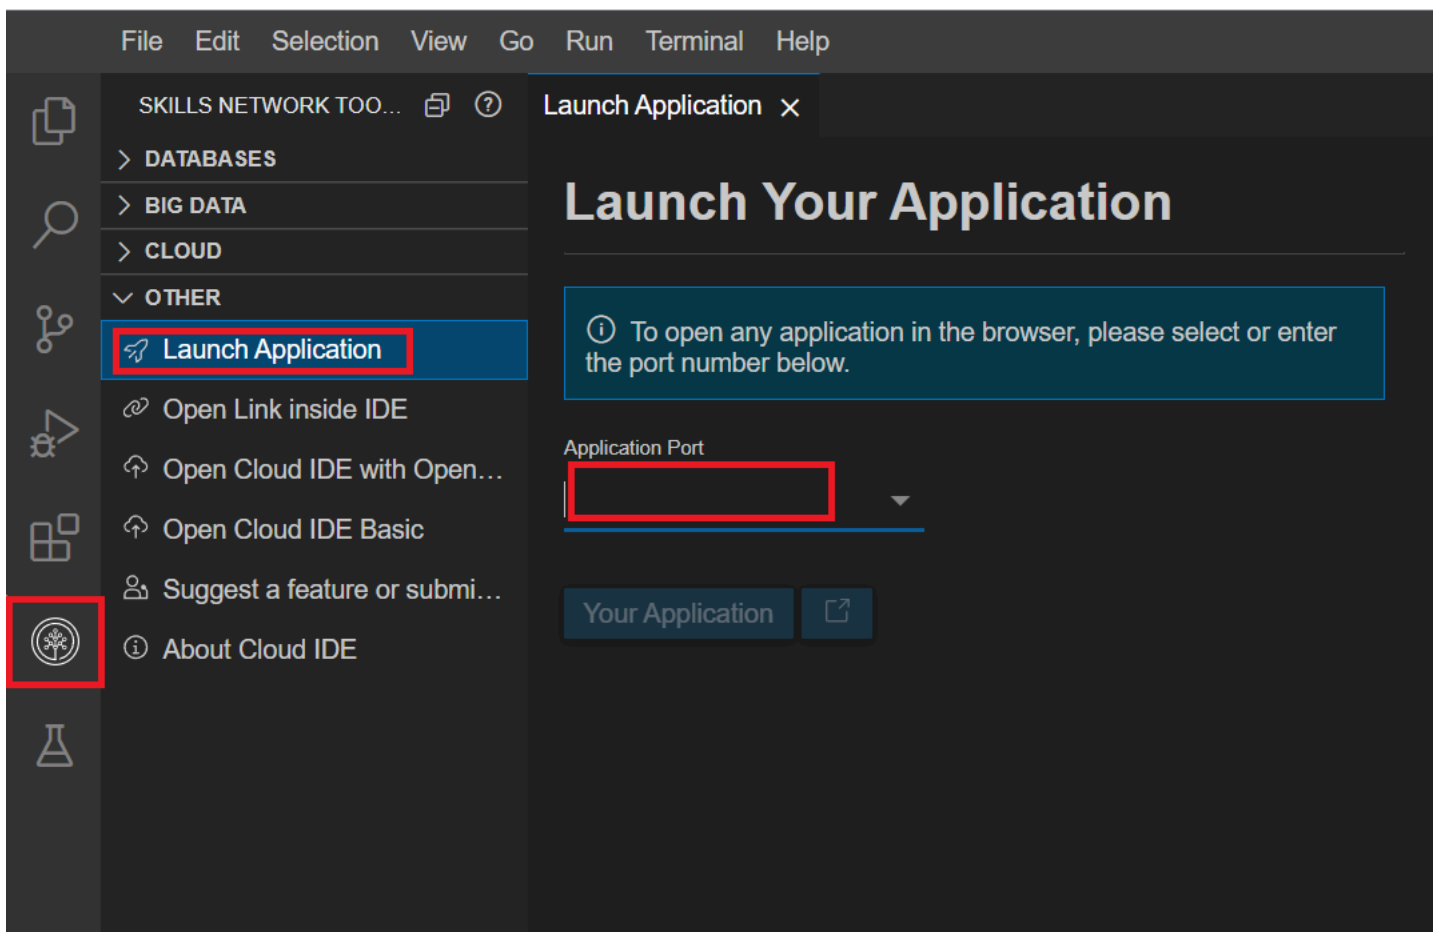 File Edit Selection View Go Run Terminal Help
SKILLS NETWORK TOO...
DATABASES
BIG DATA
CLOUD
OTHER
Launch Application
Open Link inside IDE
Open Cloud IDE with Open...
Open Cloud IDE Basic
Suggest a feature or submi...
About Cloud IDE
Launch Application
Launch Your Application
To open any application in the browser, please select or enter
the port number below.
Application Port
Your Application